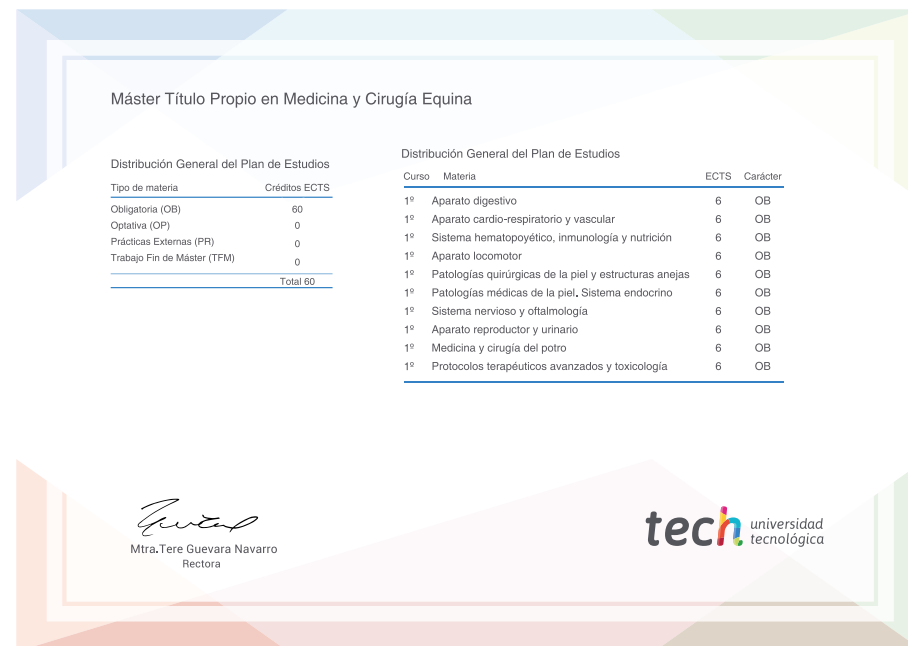 Máster Título Propio en Medicina y Cirugía Equina
Distribución General del Plan de Estudios
Tipo de materia Créditos ECTS
Obligatoria (OB) 60
Optativa (OP) 0
Prácticas Externas (PR) 0
Trabajo Fin de Máster (TFM) 0
Total 60
Distribución General del Plan de Estudios
Curso Materia ECTS Carácter
1º Aparato digestivo 6 OB
1º Aparato cardio-respiratorio y vascular 6 OB
1º Sistema hematopoyético, inmunología y nutrición 6 OB
1º Aparato locomotor 6 OB
1º Patologías quirúrgicas de la piel y estructuras anejas 6 OB
1º Patologías médicas de la piel. Sistema endocrino 6 OB
1º Sistema nervioso y oftalmología 6 OB
1º Aparato reproductor y urinario 6 OB
1º Medicina y cirugía del potro 6 OB
1º Protocolos terapéuticos avanzados y toxicología 6 OB
Mtra.Tere Guevara Navarro
Rectora
tech universidad
tecnológica